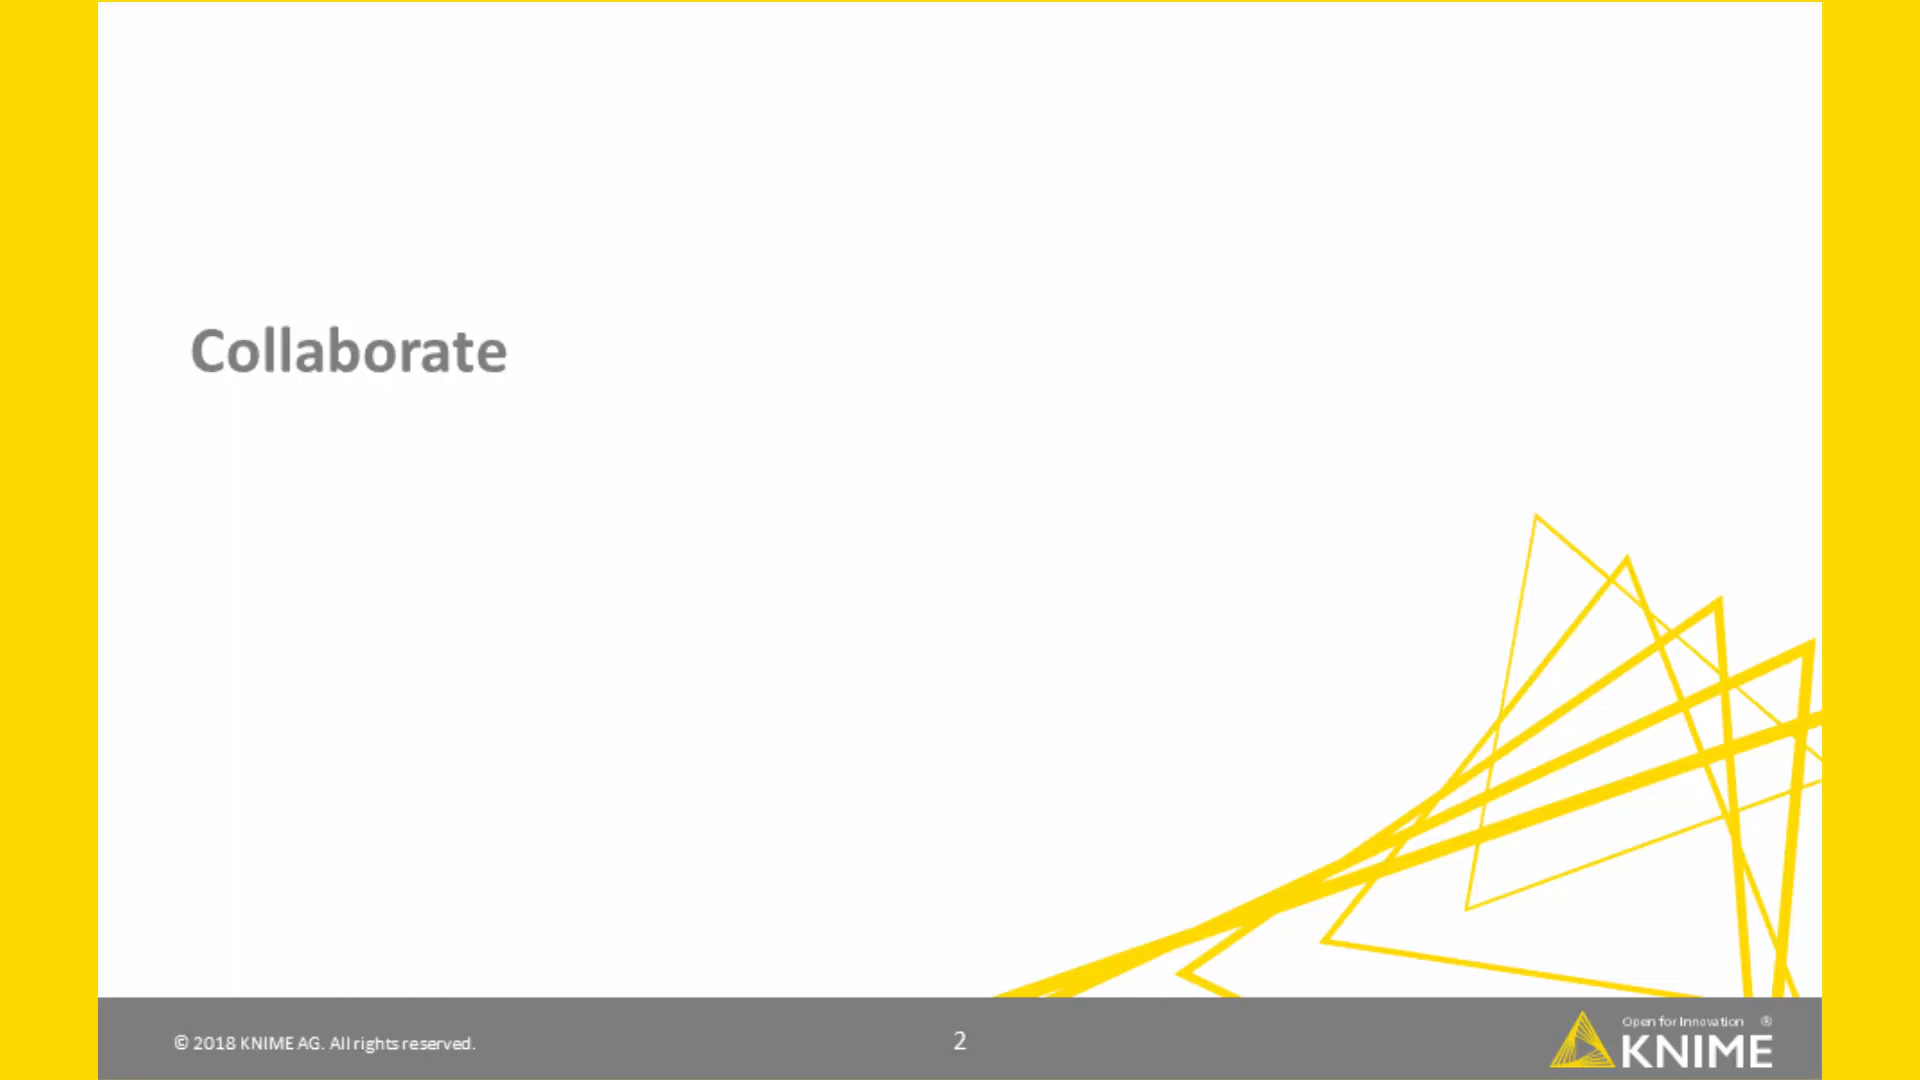 Collaborate
© 2018 KNIME AG. All rights reserved.
2
Open for Innovation ®
KNIME